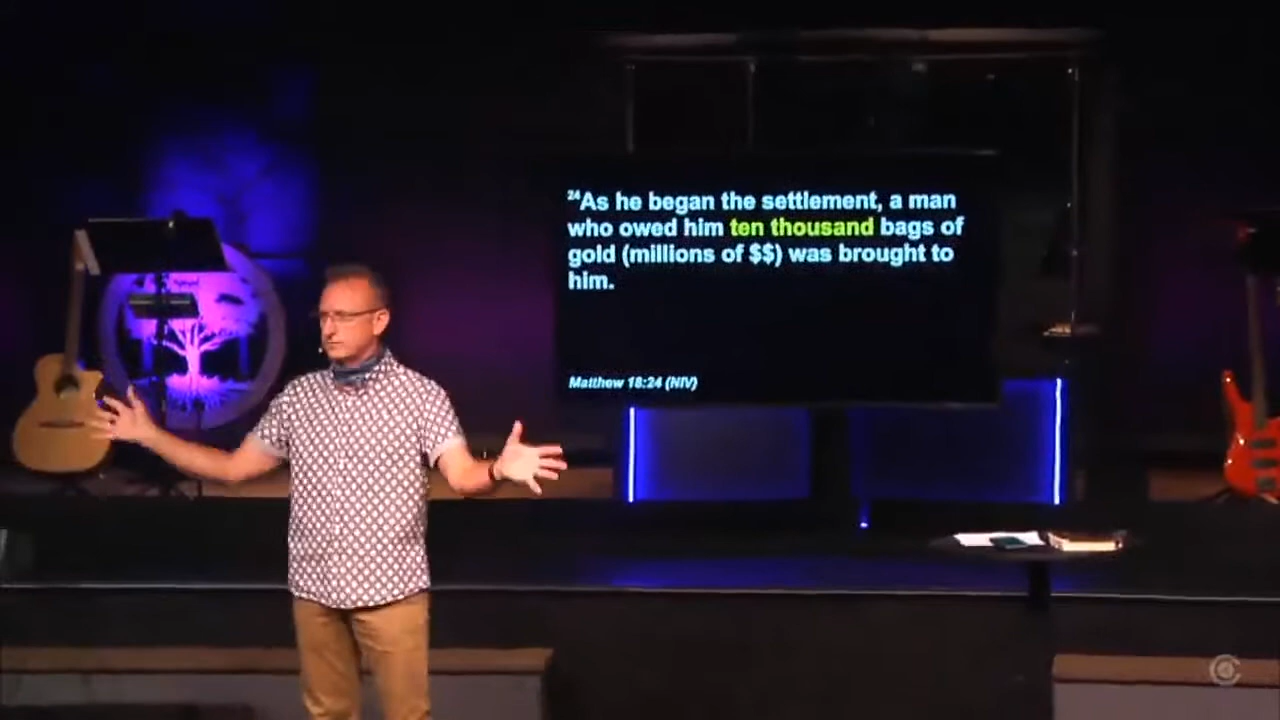 ²⁴As he began the settlement, a man
who owed him ten thousand bags of
gold (millions of $$) was brought to
him.
Matthew 18:24 (NIV)